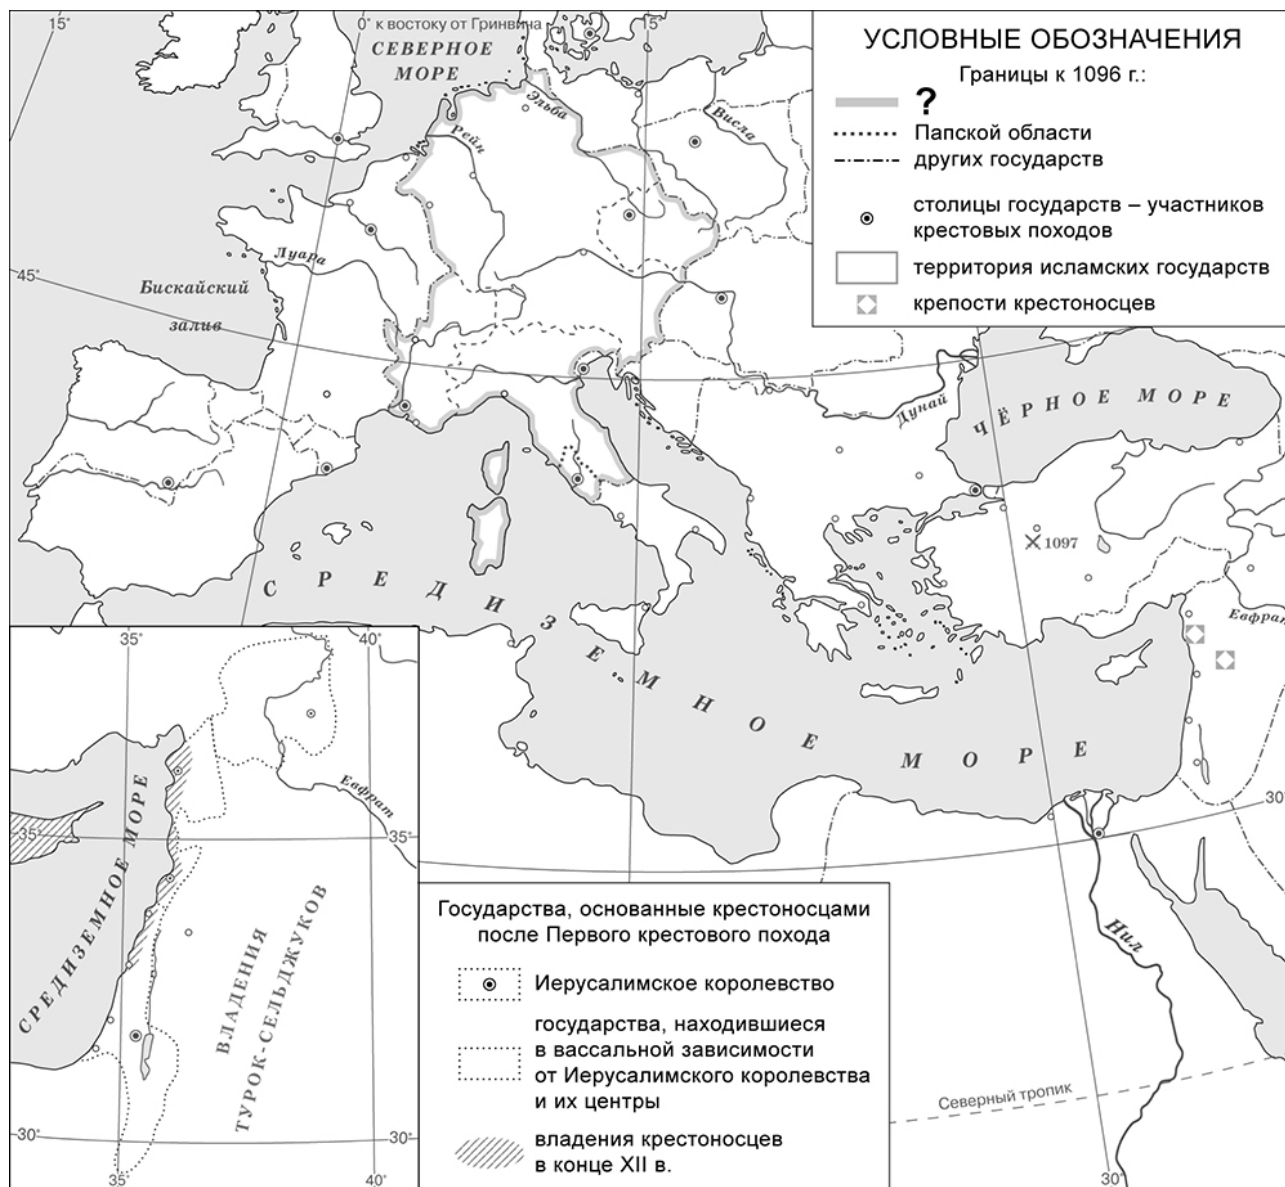 15°
0° к востоку от Гринвича
15°
СЕВЕРНОЕ
МОРЕ
Эльба
Висла
Рейн
Луара
45°
Бискайский
залив
Дунай
ЧЁРНОЕ МОРЕ
1097
Евфрат
СРЕДИЗЕМНОЕ МОРЕ
30°
Нил
Северный тропик
30°
УСЛОВНЫЕ ОБОЗНАЧЕНИЯ
Границы к 1096 г.:
?
Папской области
других государств
столицы государств – участников
крестовых походов
территория исламских государств
крепости крестоносцев
35°
40°
Евфрат
35°
35°
СРЕДИЗЕМНОЕ МОРЕ
ВЛАДЕНИЯ
ТУРОК-СЕЛЬДЖУКОВ
30°
30°
35°
40°
Государства, основанные крестоносцами
после Первого крестового похода
Иерусалимское королевство
государства, находившиеся
в вассальной зависимости
от Иерусалимского королевства
и их центры
владения крестоносцев
в конце XII в.